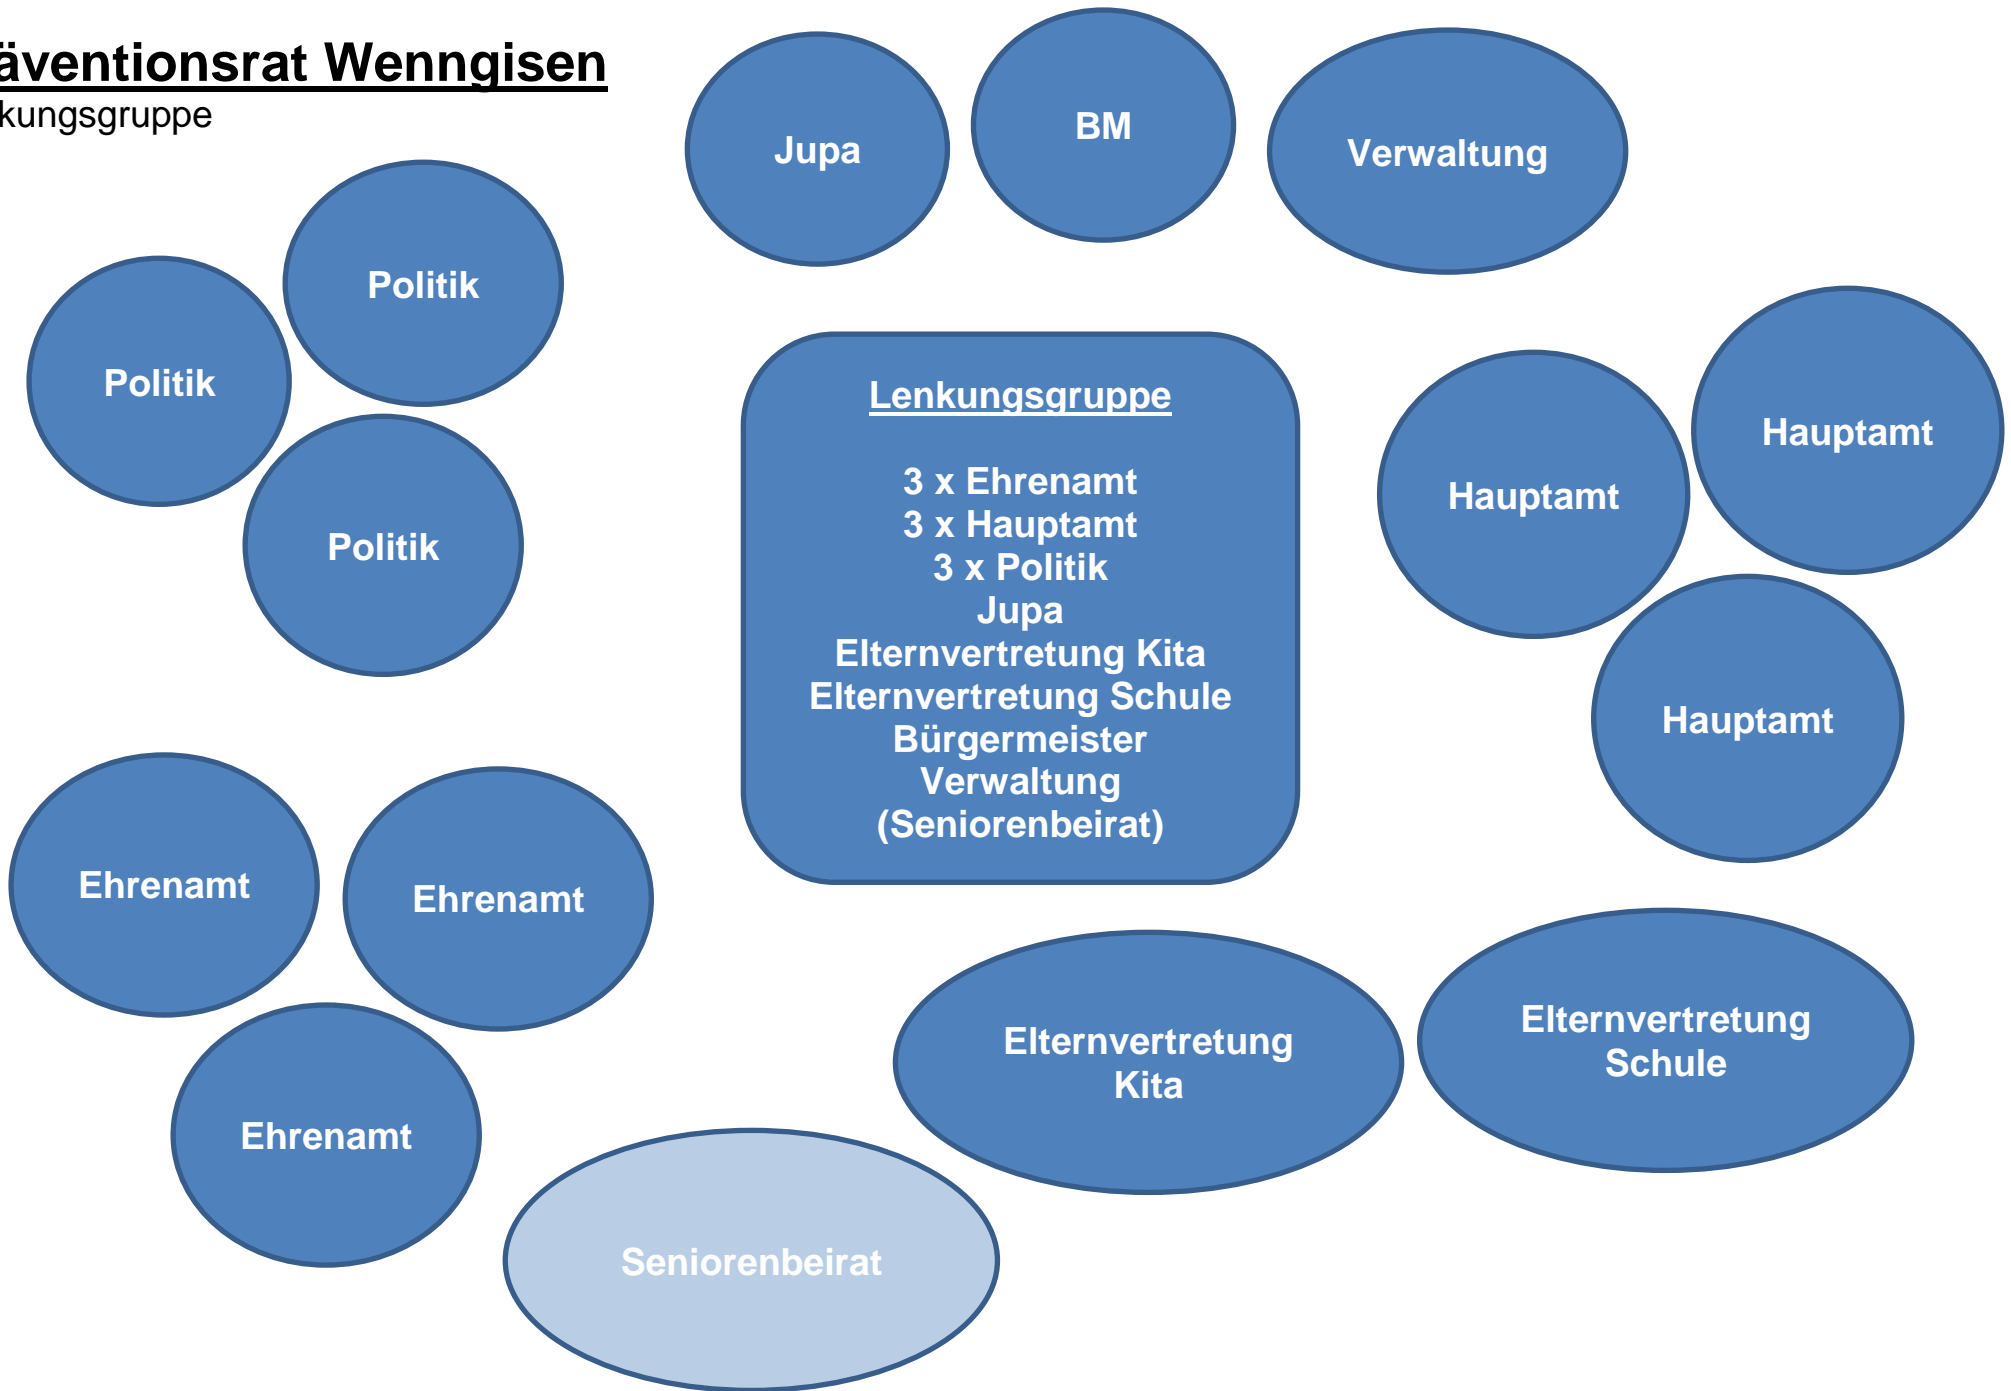 äventionsrat Wenngisen
kungsgruppe
Jupa
BM
Verwaltung
Politik
Politik
Politik
Hauptamt
Hauptamt
Hauptamt
Lenkungsgruppe
3 x Ehrenamt
3 x Hauptamt
3 x Politik
Jupa
Elternvertretung Kita
Elternvertretung Schule
Bürgermeister
Verwaltung
(Seniorenbeirat)
Ehrenamt
Ehrenamt
Ehrenamt
Elternvertretung
Kita
Elternvertretung
Schule
Seniorenbeirat